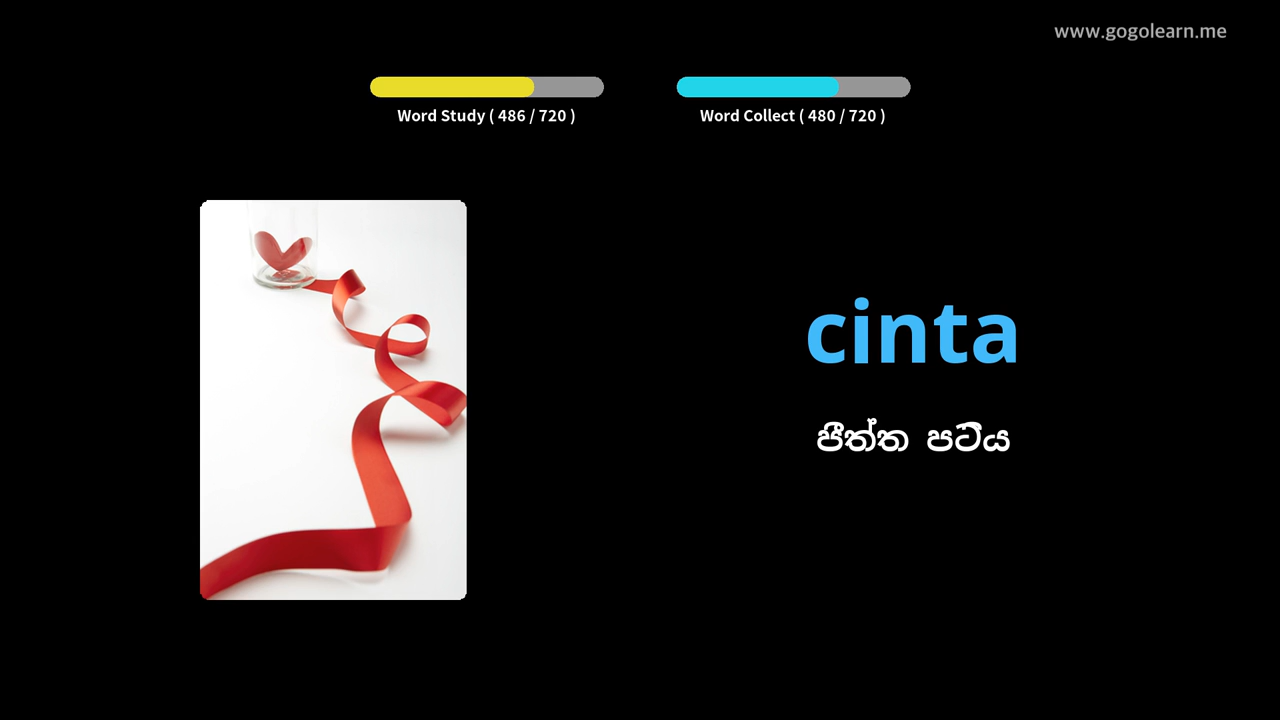 www.gogolearn.me
Word Study ( 486 / 720 )
Word Collect ( 480 / 720 )
cinta
පීත්ත පටිය